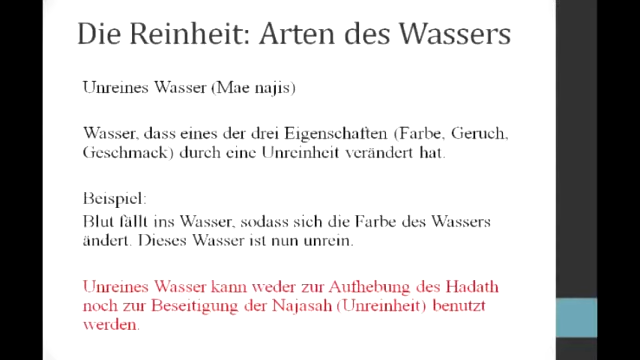 Die Reinheit: Arten des Wassers
Unreines Wasser (Mae najis)
Wasser, dass eines der drei Eigenschaften (Farbe, Geruch,
Geschmack) durch eine Unreinheit verändert hat.
Beispiel:
Blut fällt ins Wasser, sodass sich die Farbe des Wassers
ändert. Dieses Wasser ist nun unrein.
Unreines Wasser kann weder zur Aufhebung des Hadath
noch zur Beseitigung der Najasah (Unreinheit) benutzt
werden.